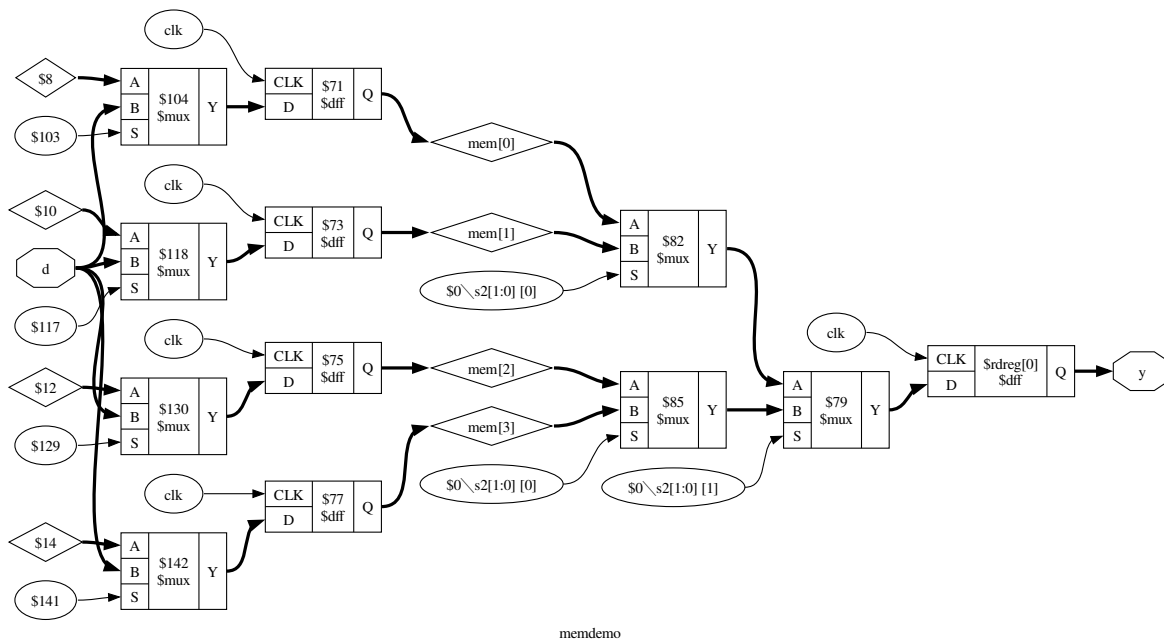 clk
$8
A
B
S
$104
$mux
Y
CLK
D
$71
$dff
Q
$103
mem[0]
clk
$10
A
B
S
$118
$mux
Y
CLK
D
$73
$dff
Q
mem[1]
A
B
S
$82
$mux
Y
d
$0\s2[1:0] [0]
$117
clk
$12
A
B
S
$130
$mux
Y
CLK
D
$75
$dff
Q
mem[2]
A
B
S
$85
$mux
Y
clk
CLK
D
$rdreg[0]
$dff
Q
y
A
B
S
$79
$mux
Y
$129
mem[3]
$0\s2[1:0] [0]
$0\s2[1:0] [1]
clk
CLK
D
$77
$dff
Q
$14
A
B
S
$142
$mux
Y
$141
memdemo